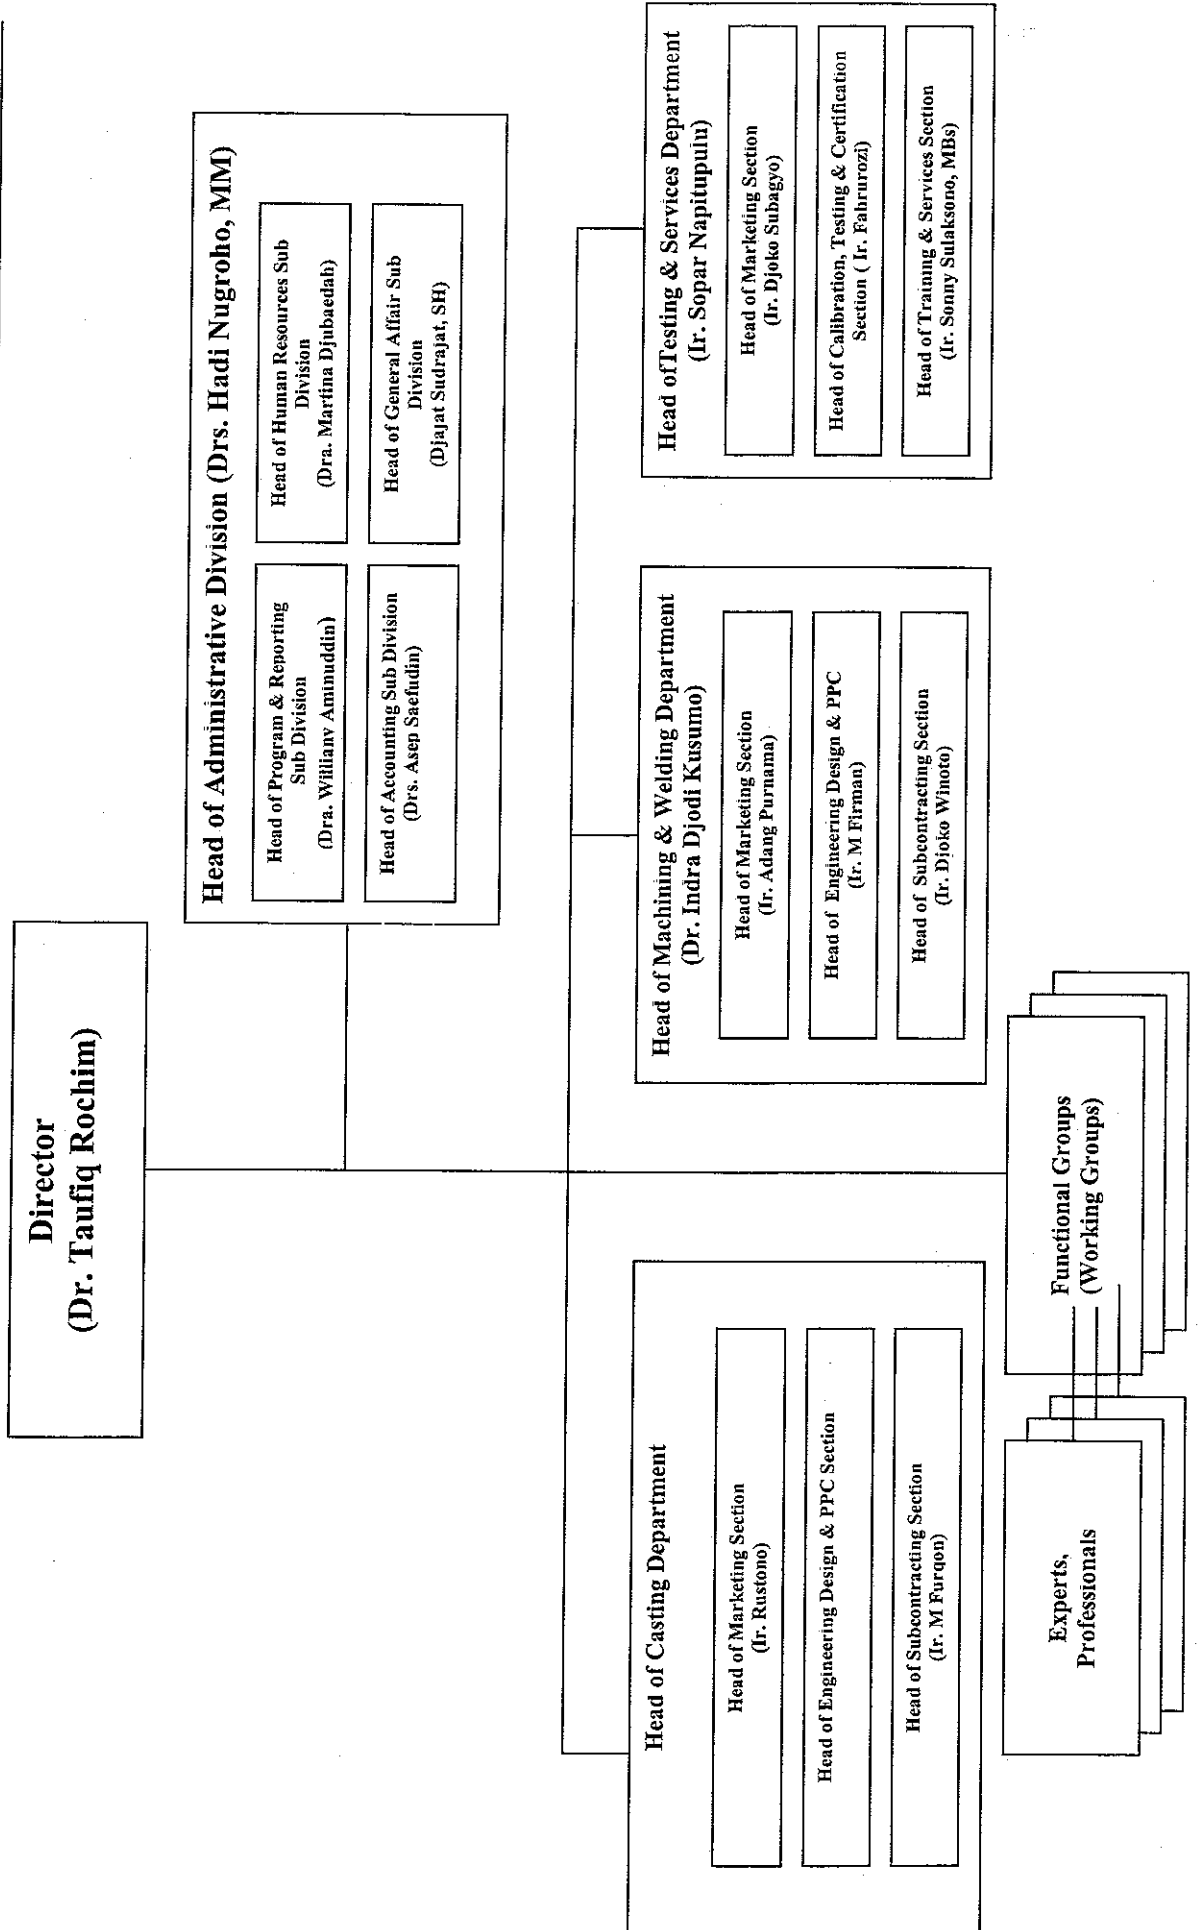 Director
(Dr. Taufiq Rochim)
Head of Administrative Division (Drs. Hadi Nugroho, MM)
Head of Program & Reporting
Sub Division
(Dra. Willianv Aminuddin)
Head of Human Resources Sub
Division
(Dra. Martina Djubaedah)
Head of Accounting Sub Division
(Drs. Asep Saefudin)
Head of General Affair Sub
Division
(Djajat Sudrajat, SH)
Head of Casting Department
Head of Marketing Section
(Ir. Rustono)
Head of Engineering Design & PPC Section
Head of Subcontracting Section
(Ir. M Furqon)
Head of Machining & Welding Department
(Dr. Indra Djodi Kusumo)
Head of Marketing Section
(Ir. Adang Purnama)
Head of Engineering Design & PPC
(Ir. M Firman)
Head of Subcontracting Section
(Ir. Djoko Winoto)
Head ofTesting & Services Department
(Ir. Sopar Napitupuiu)
Head of Marketing Section
(Ir. Djoko Subagyo)
Head of Calibration, Testing & Certification
Section ( Ir. Fahrurozi)
Head of Training & Services Section
(Ir. Sonny Sulaksono, MBs)
Experts,
Professionals
Functional Groups
(Working Groups)